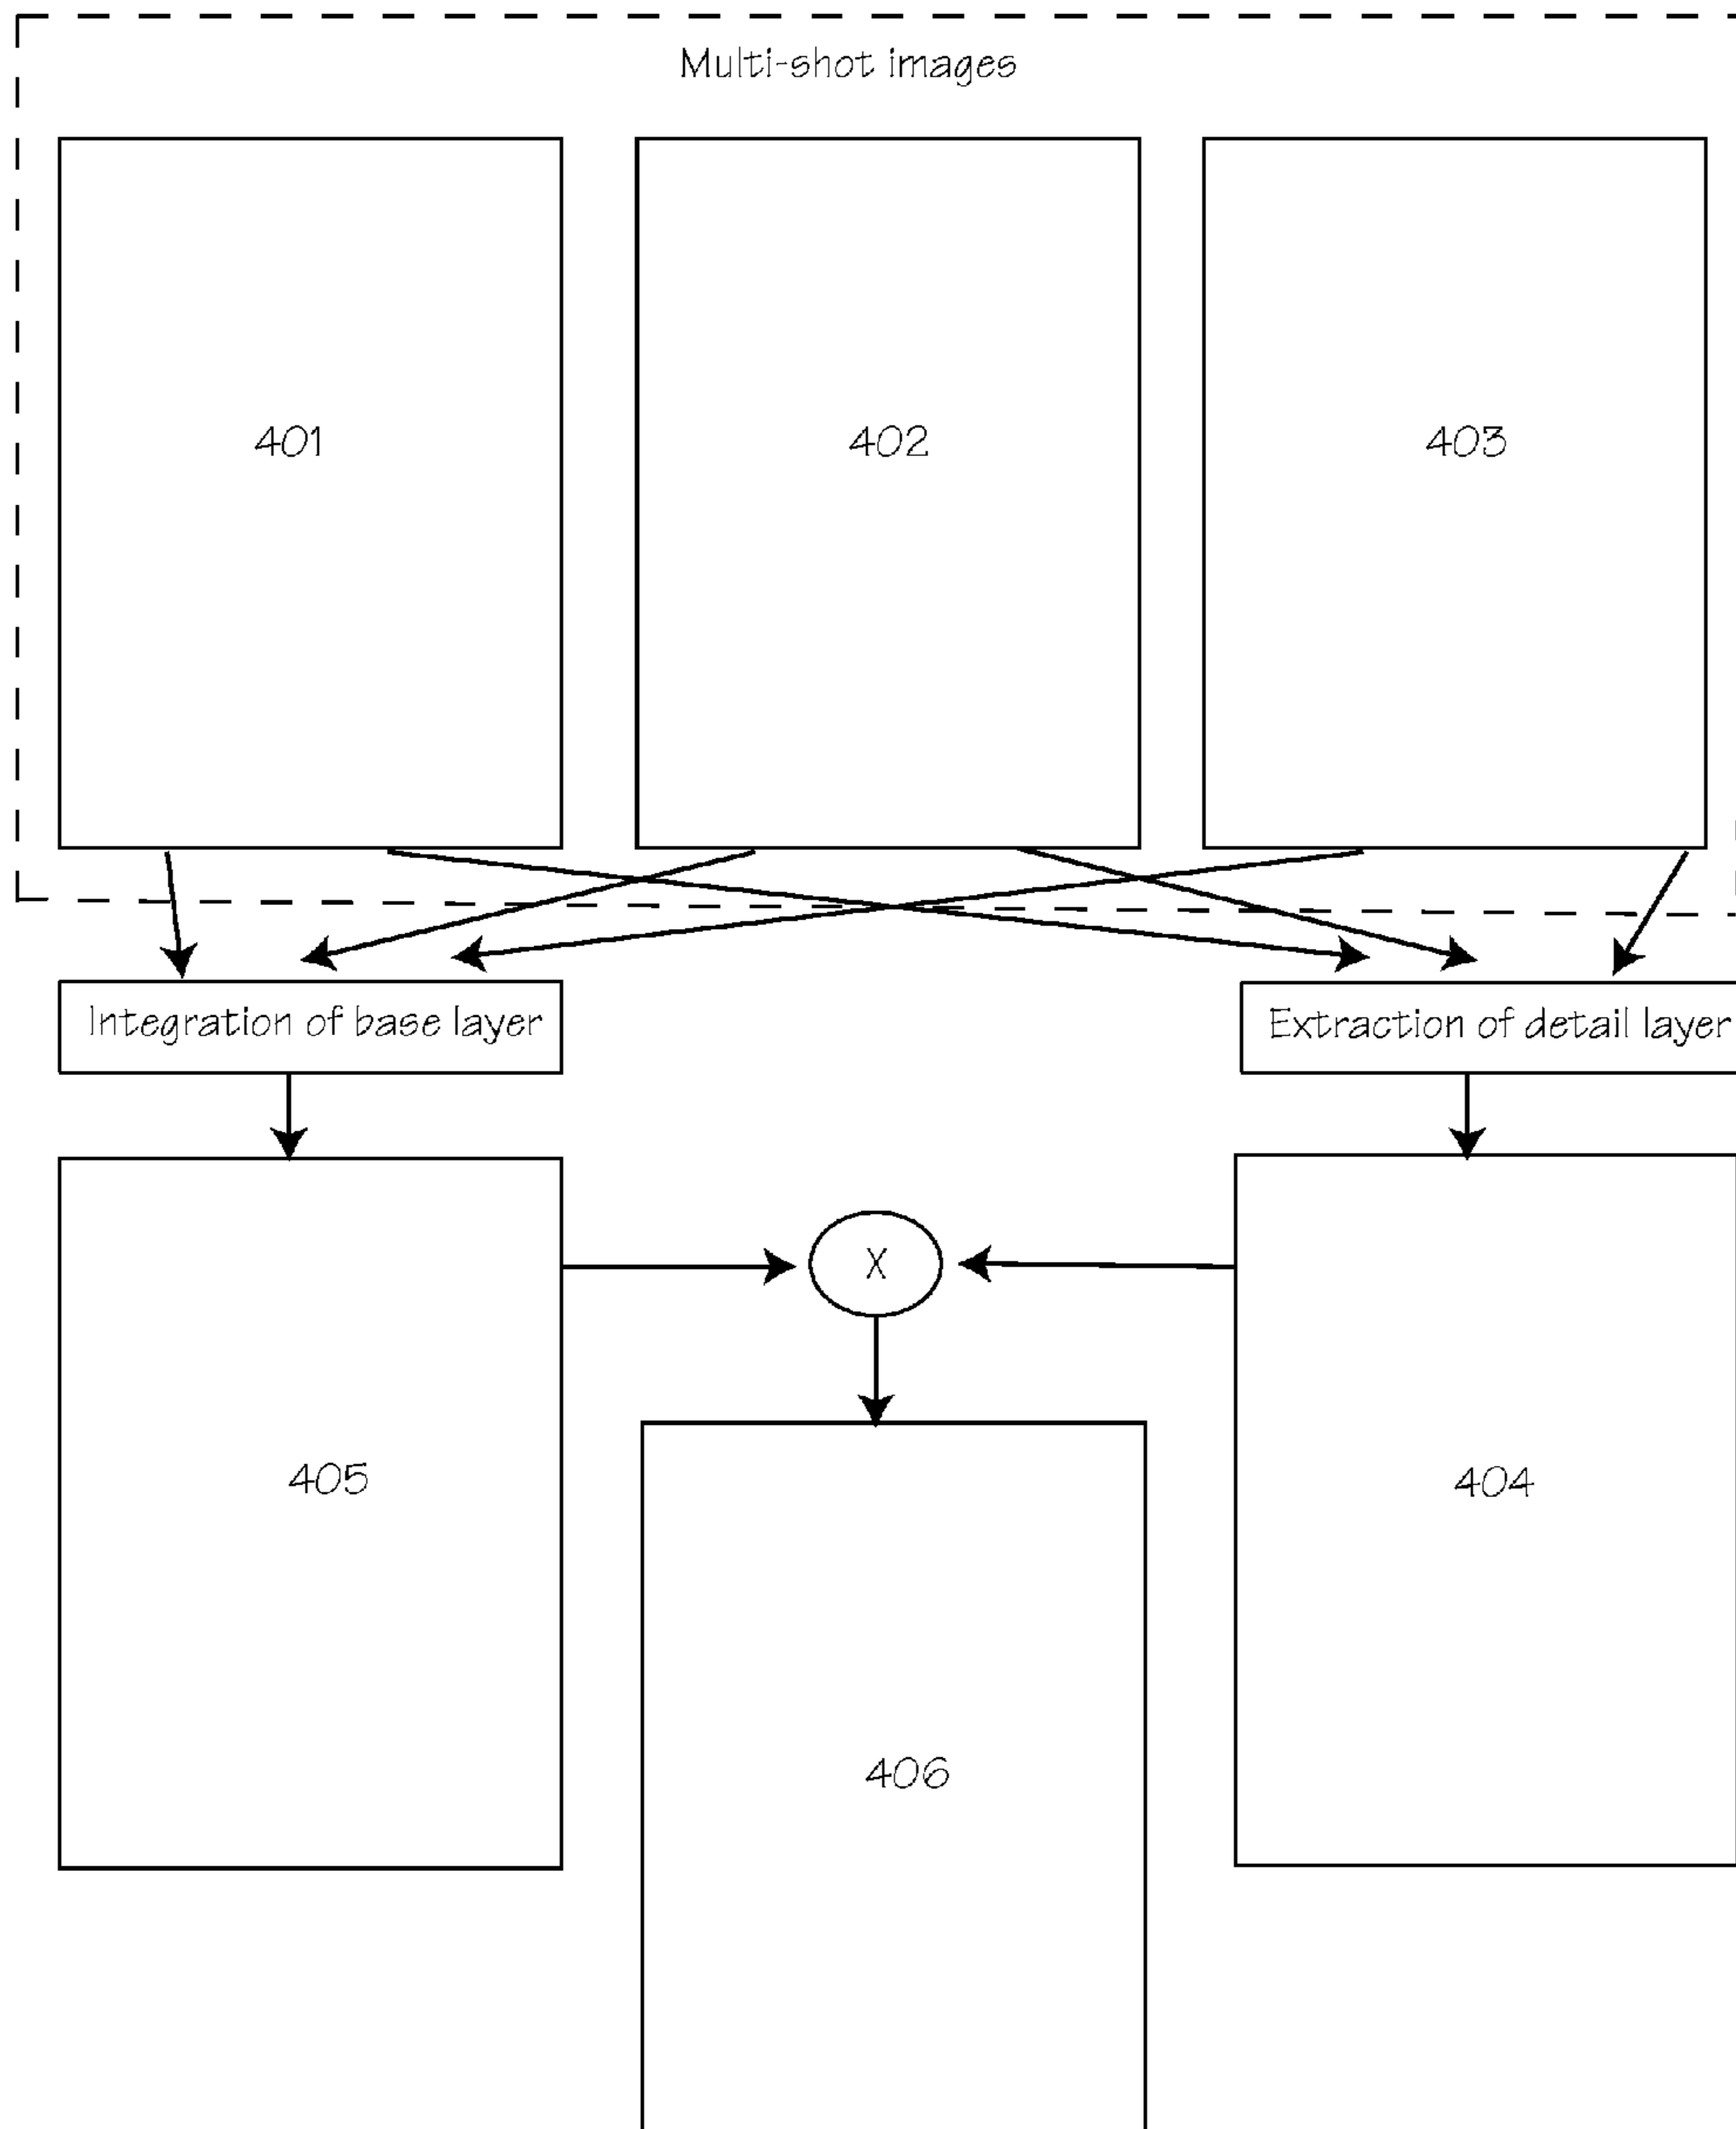 Multi-shot images
401
402
403
Integration of base layer
Extraction of detail layer
X
405
404
406